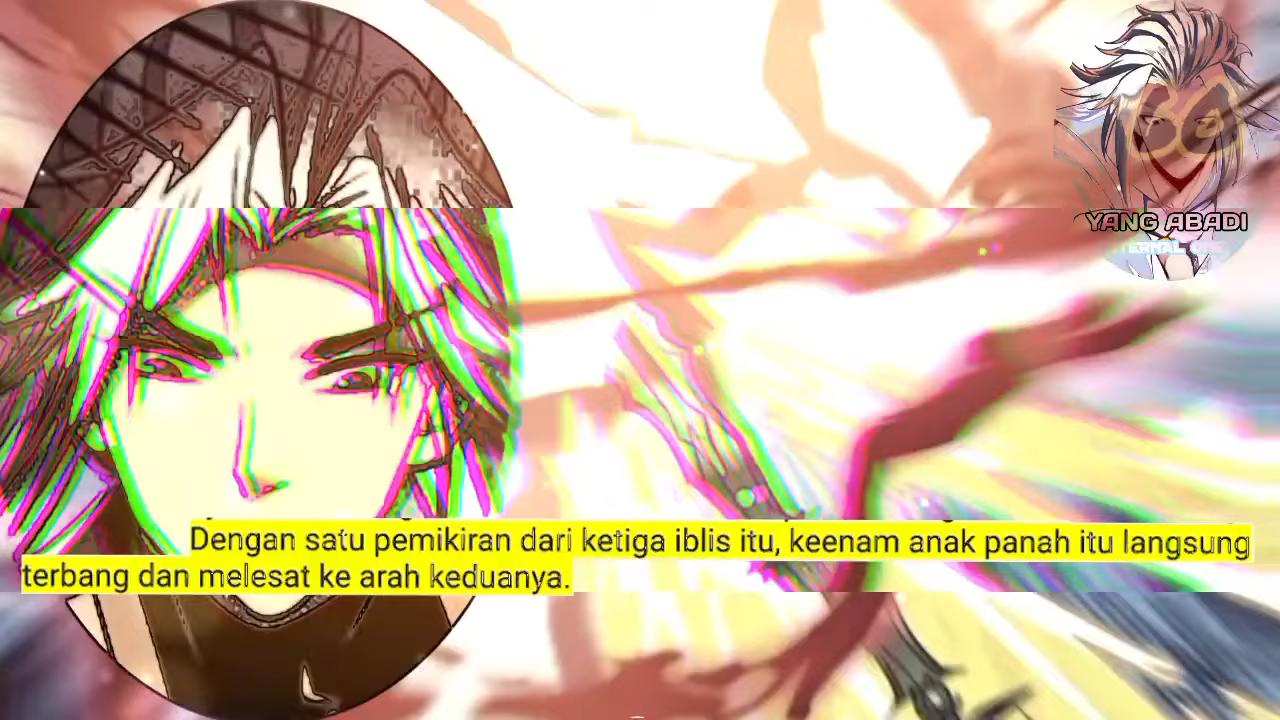 YANG ABADI
Dengan satu pemikiran dari ketiga iblis itu, keenam anak panah itu langsung
terbang dan melesat ke arah keduanya.